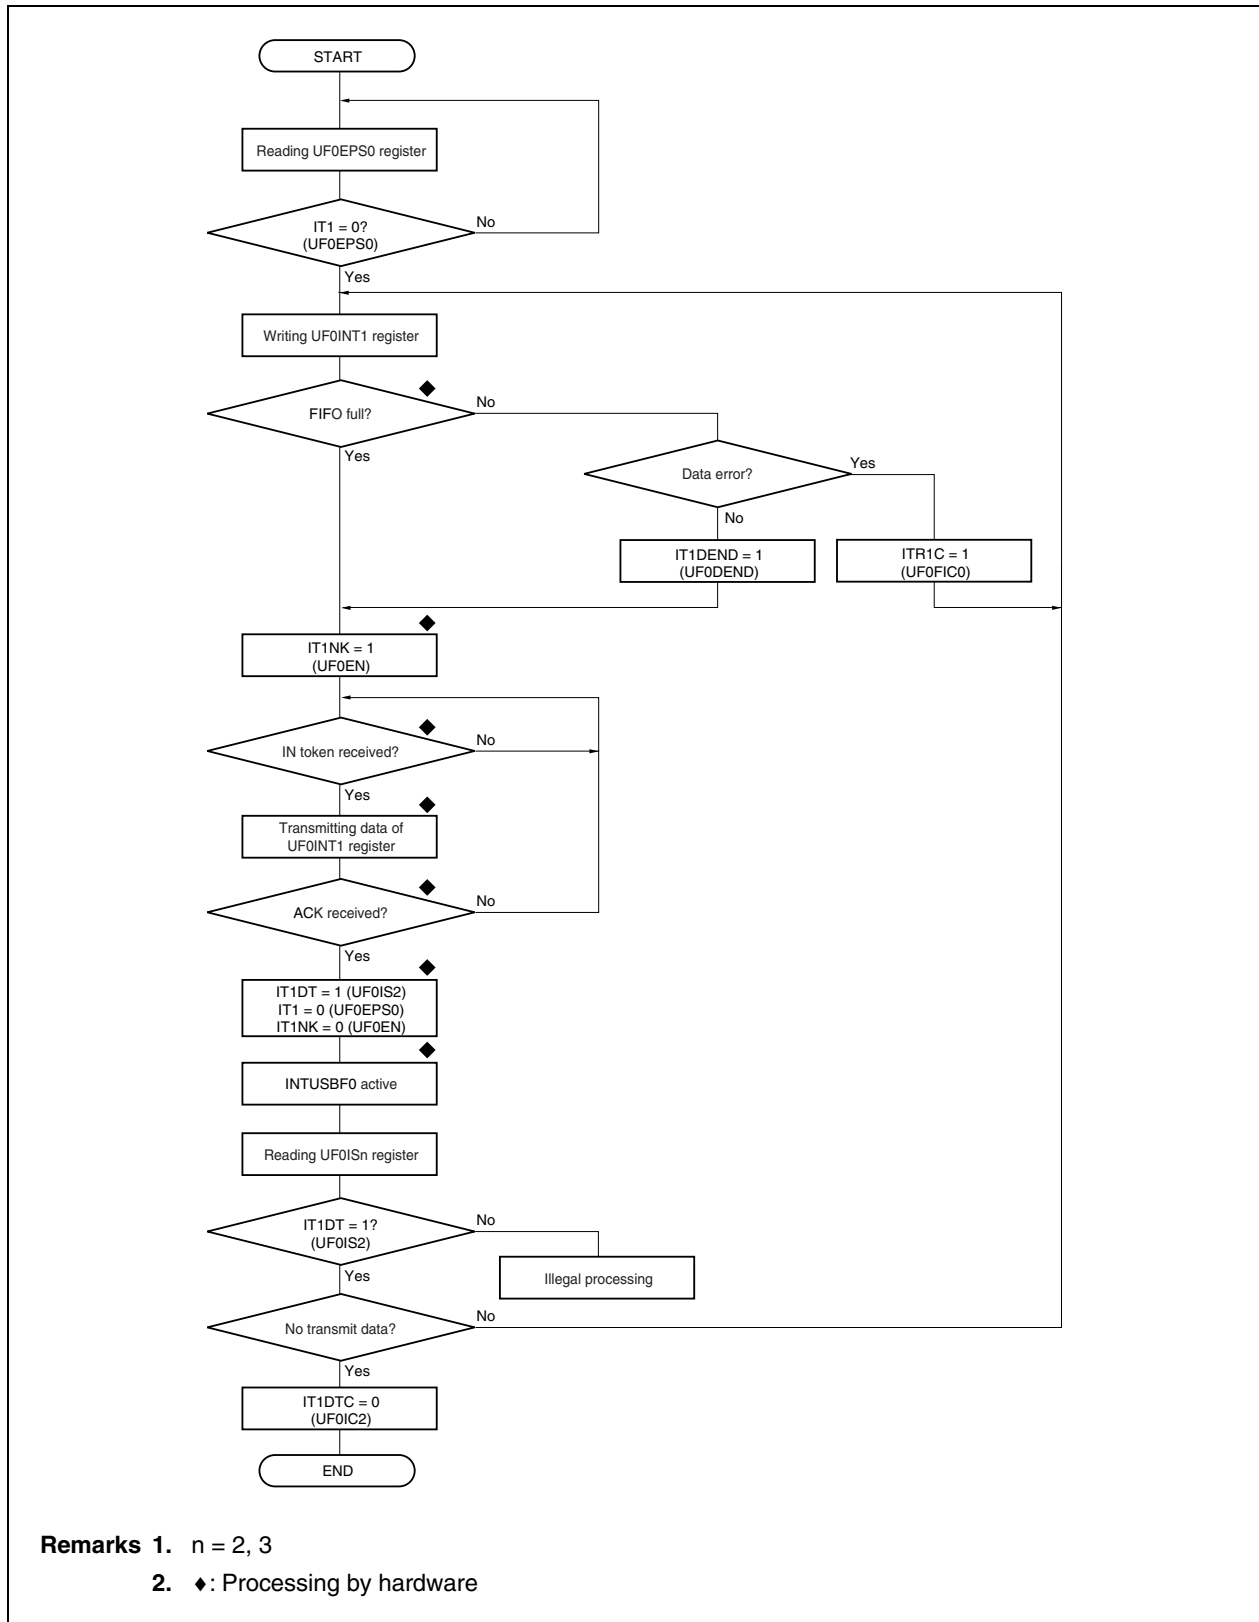 START
Reading UF0EPS0 register
IT1 = 0?
(UF0EPS0)
No
Yes
Writing UF0INT1 register
FIFO full?
No
Yes
Data error?
Yes
No
IT1DEND = 1
(UF0DEND)
ITR1C = 1
(UF0FIC0)
IT1NK = 1
(UF0EN)
IN token received?
No
Yes
Transmitting data of
UF0INT1 register
ACK received?
No
Yes
IT1DT = 1 (UF0IS2)
IT1 = 0 (UF0EPS0)
IT1NK = 0 (UF0EN)
INTUSBF0 active
Reading UF0ISn register
IT1DT = 1?
(UF0IS2)
No
Yes
Illegal processing
No transmit data?
No
Yes
IT1DTC = 0
(UF0IC2)
END
Remarks 1. n = 2, 3
2. ♦: Processing by hardware